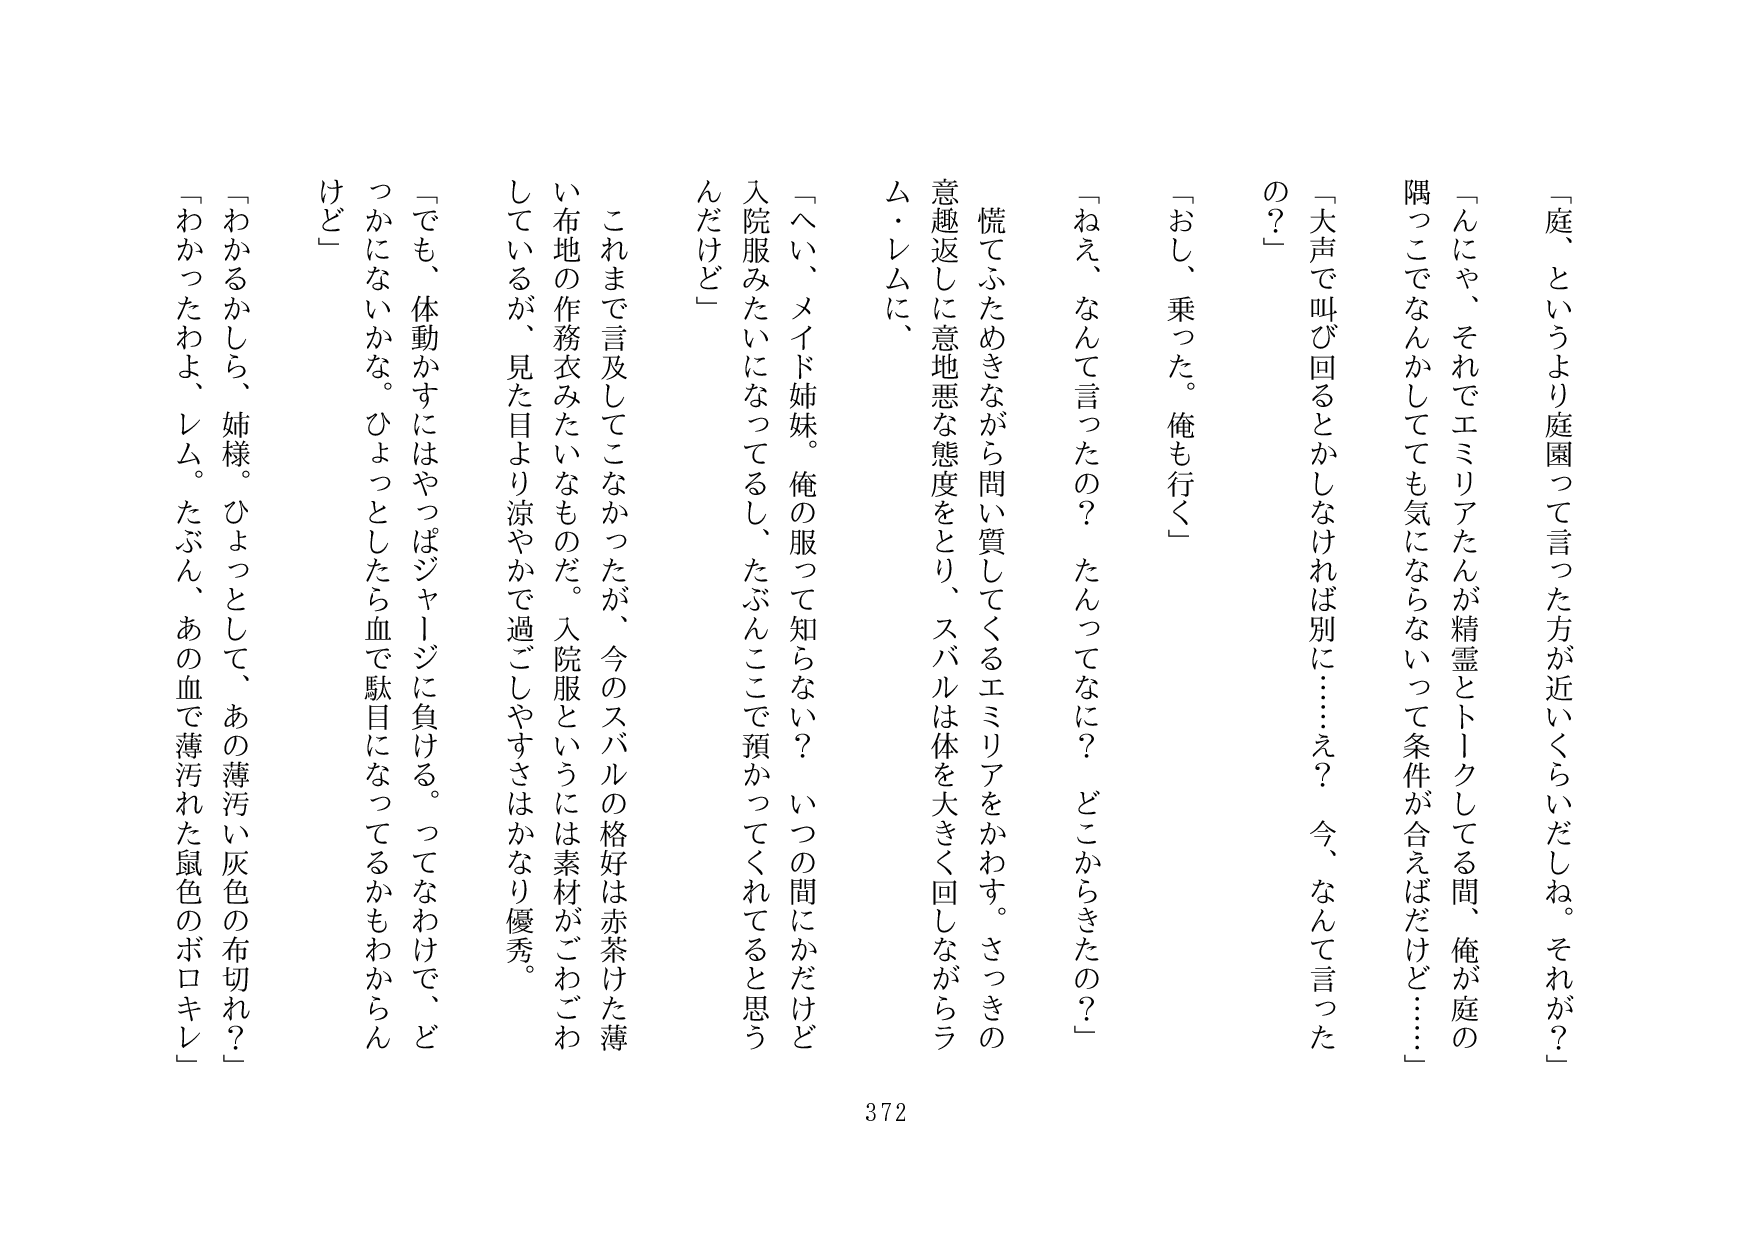 「庭、というより庭園って言った方が近いくらいだしね。それが？」
「んにゃ、それでエミリアたんが精霊とトークしてる間、俺が庭の
隅っこでなんかしてても気にならないって条件が合えばだけど……」
「大声で叫び回るとかしなければ別に……え？　今、なんて言った
の？」
「おし、乗った。俺も行く」
「ねえ、なんて言ったの？　たんってなに？　どこからきたの？」
　慌てふためきながら問い質してくるエミリアをかわす。さっきの
意趣返しに意地悪な態度をとり、スバルは体を大きく回しながらラ
ム・レムに、
「へい、メイド姉妹。俺の服って知らない？　いつの間にかだけど
入院服みたいになってるし、たぶんここで預かってくれてると思う
んだけど」
　これまで言及してこなかったが、今のスバルの格好は赤茶けた薄
い布地の作務衣みたいなものだ。入院服というには素材がごわごわ
しているが、見た目より涼やかで過ごしやすさはかなり優秀。
「でも、体動かすにはやっぱジャージに負ける。ってなわけで、ど
っかにないかな。ひょっとしたら血で駄目になってるかもわからん
けど」
「わかるかしら、姉様。ひょっとして、あの薄汚い灰色の布切れ？」
「わかったわよ、レム。たぶん、あの血で薄汚れた鼠色のボロキレ」
372